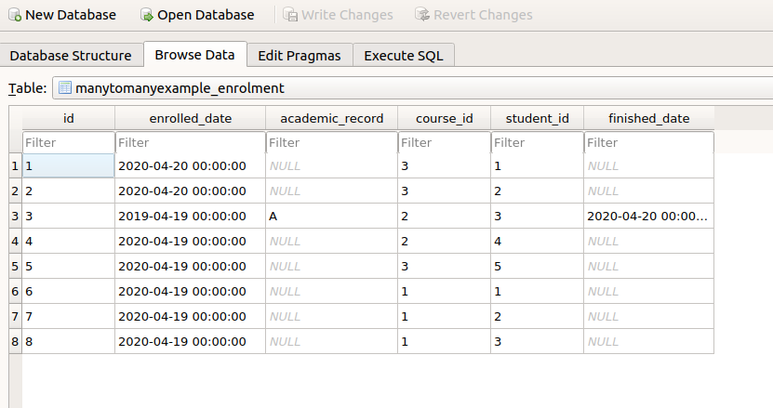 New Database Open Database Write Changes Revert Changes
Database Structure Browse Data Edit Pragmas Execute SQL
Table: manytomanyexample_enrolment
id enrolled_date academic_record course_id student_id finished_date
Filter Filter Filter Filter Filter Filter
1 1 2020-04-20 00:00:00 NULL 3 1 NULL
2 2 2020-04-20 00:00:00 NULL 3 2 NULL
3 3 2019-04-19 00:00:00 A 2 3 2020-04-20 00:00...
4 4 2020-04-19 00:00:00 NULL 2 4 NULL
5 5 2020-04-19 00:00:00 NULL 3 5 NULL
6 6 2020-04-19 00:00:00 NULL 1 1 NULL
7 7 2020-04-19 00:00:00 NULL 1 2 NULL
8 8 2020-04-19 00:00:00 NULL 1 3 NULL